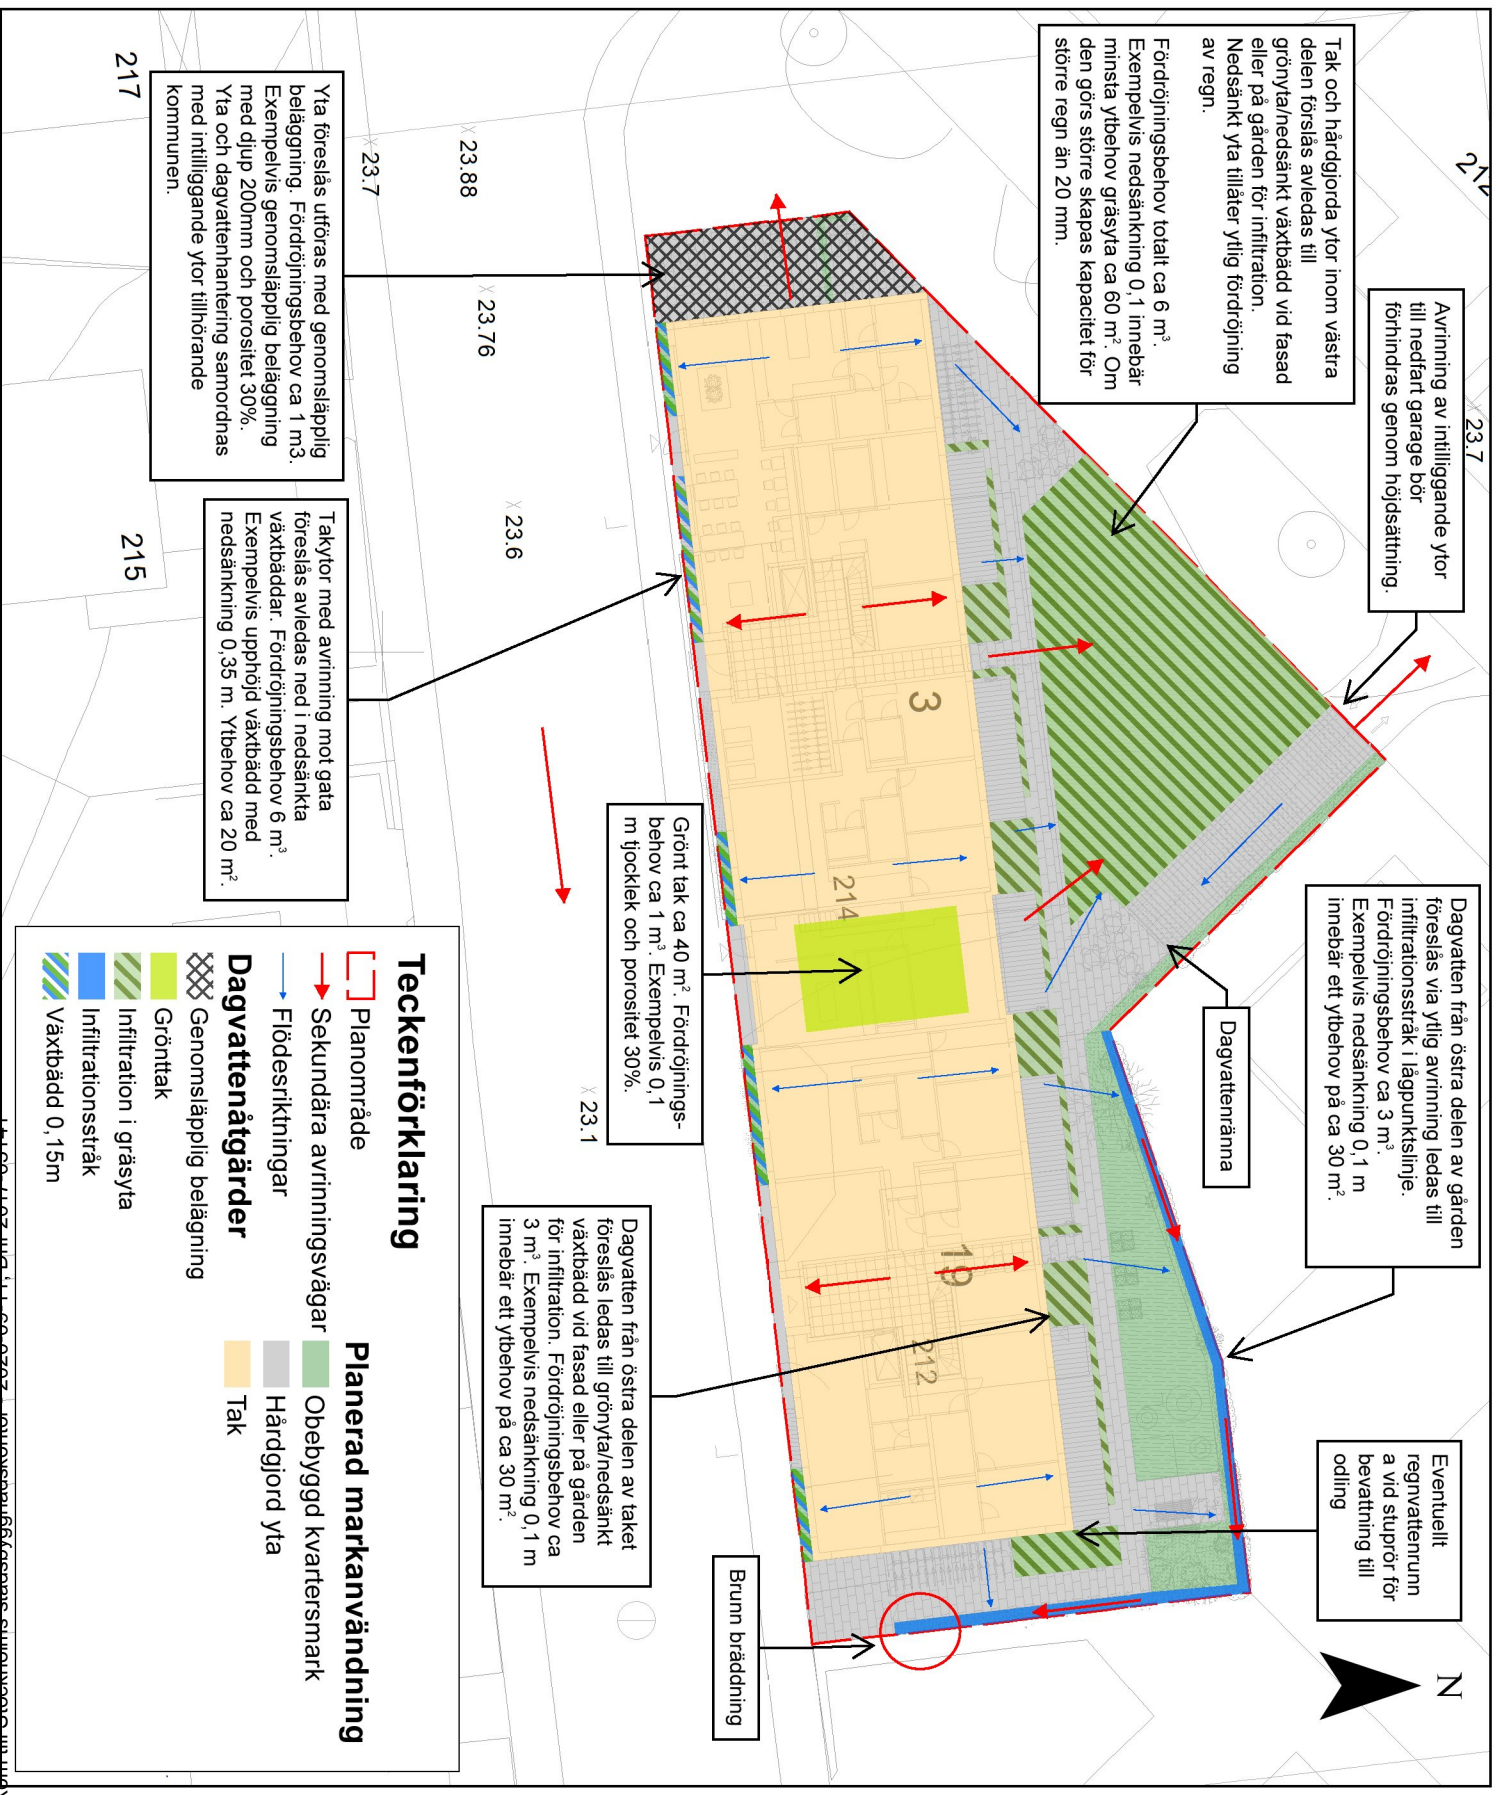 Tak och hårdgjorda ytor inom västra
delen förslås avledas till
grönyta/nedsänkt växtbädd vid fasad
eller på gården för infiltration.
Nedsänkt yta tillåter ytlig fördröjning
av regn.
Fördröjningsbehov totalt ca 6 m³.
Exempelvis nedsänkning 0,1 innebär
minsta ytbehov gräsyta ca 60 m². Om
den görs större skapas kapacitet för
större regn än 20 mm.
Avrinning av intilliggande ytor
till nedfart garage bör
förhindras genom höjdsättning.
Dagvatten från östra delen av gården
föreslås via ytlig avrinning ledas till
infiltrationsstråk i lågpunktslinje.
Fördröjningsbehov ca 3 m³.
Exempelvis nedsänkning 0,1 m
innebär ett ytbehov på ca 30 m².
Eventuellt
regnvattenrunn
a vid stuprör för
bevattning till
odling
N
212
23.7
Dagvattenränna
3
214
19
212
Brunn bräddning
23.88
23.7
23.76
23.6
23.1
217
215
Yta föreslås utföras med genomsläpplig
beläggning. Fördröjningsbehov ca 1 m3.
Exempelvis genomsläpplig beläggning
med djup 200mm och porositet 30%.
Yta och dagvattenhantering samordnas
med intilliggande ytor tillhörande
kommunen.
Takytor med avrinning mot gata
föreslås avledas ned i nedsänkta
växtbäddar. Fördröjningsbehov 6 m³.
Exempelvis upphöjd växtbädd med
nedsänkning 0,35 m. Ytbehov ca 20 m².
Grönt tak ca 40 m². Fördröjnings-
behov ca 1 m³. Exempelvis 0,1
m tjocklek och porositet 30%.
Dagvatten från östra delen av taket
föreslås ledas till grönyta/nedsänkt
växtbädd vid fasad eller på gården
för infiltration. Fördröjningsbehov ca
3 m³. Exempelvis nedsänkning 0,1 m
innebär ett ytbehov på ca 30 m².
Teckenförklaring
Planområde
Sekundära avrinningsvägar
Flödesriktningar
Dagvattenåtgärder
Genomsläpplig belägning
Grönttak
Infiltration i gräsyta
Infiltrationsstråk
Växtbädd 0,15m
Planerad markanvändning
Obebyggd kvartersmark
Hårdgjord yta
Tak